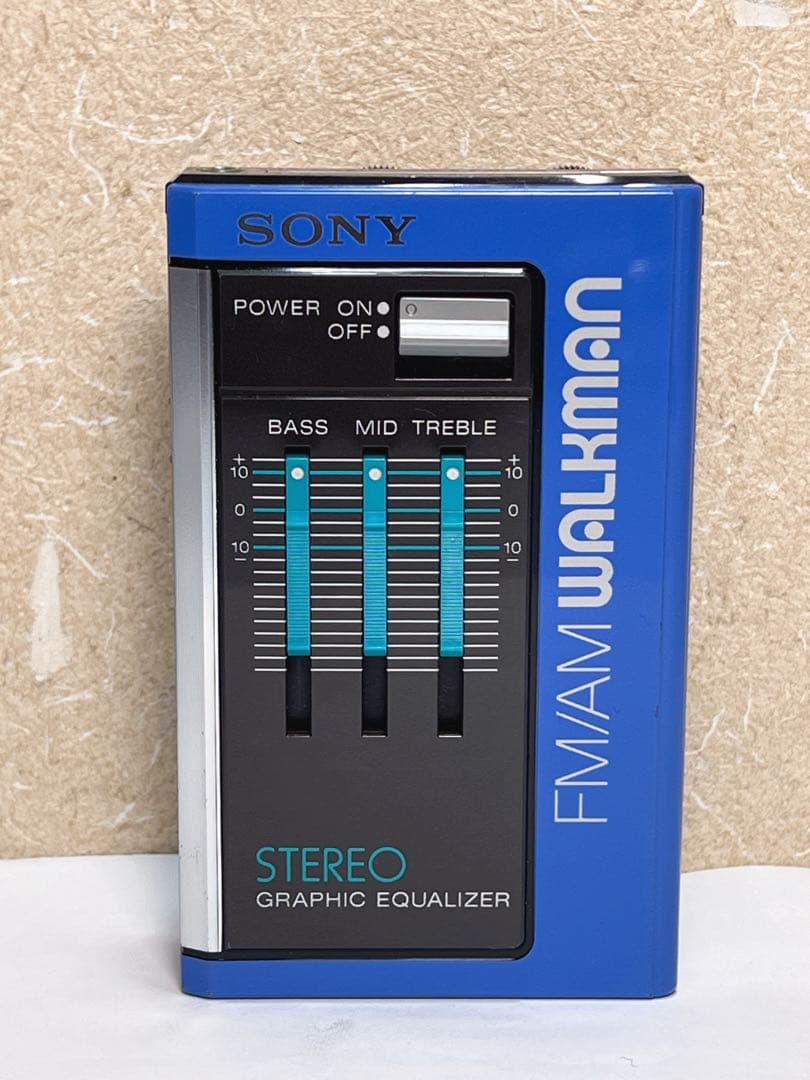 SONY
POWER ON
OFF
BASS MID TREBLE
+ +
10 10
0 0
10 10
− −
STEREO
GRAPHIC EQUALIZER
FM/AM WALKMAN